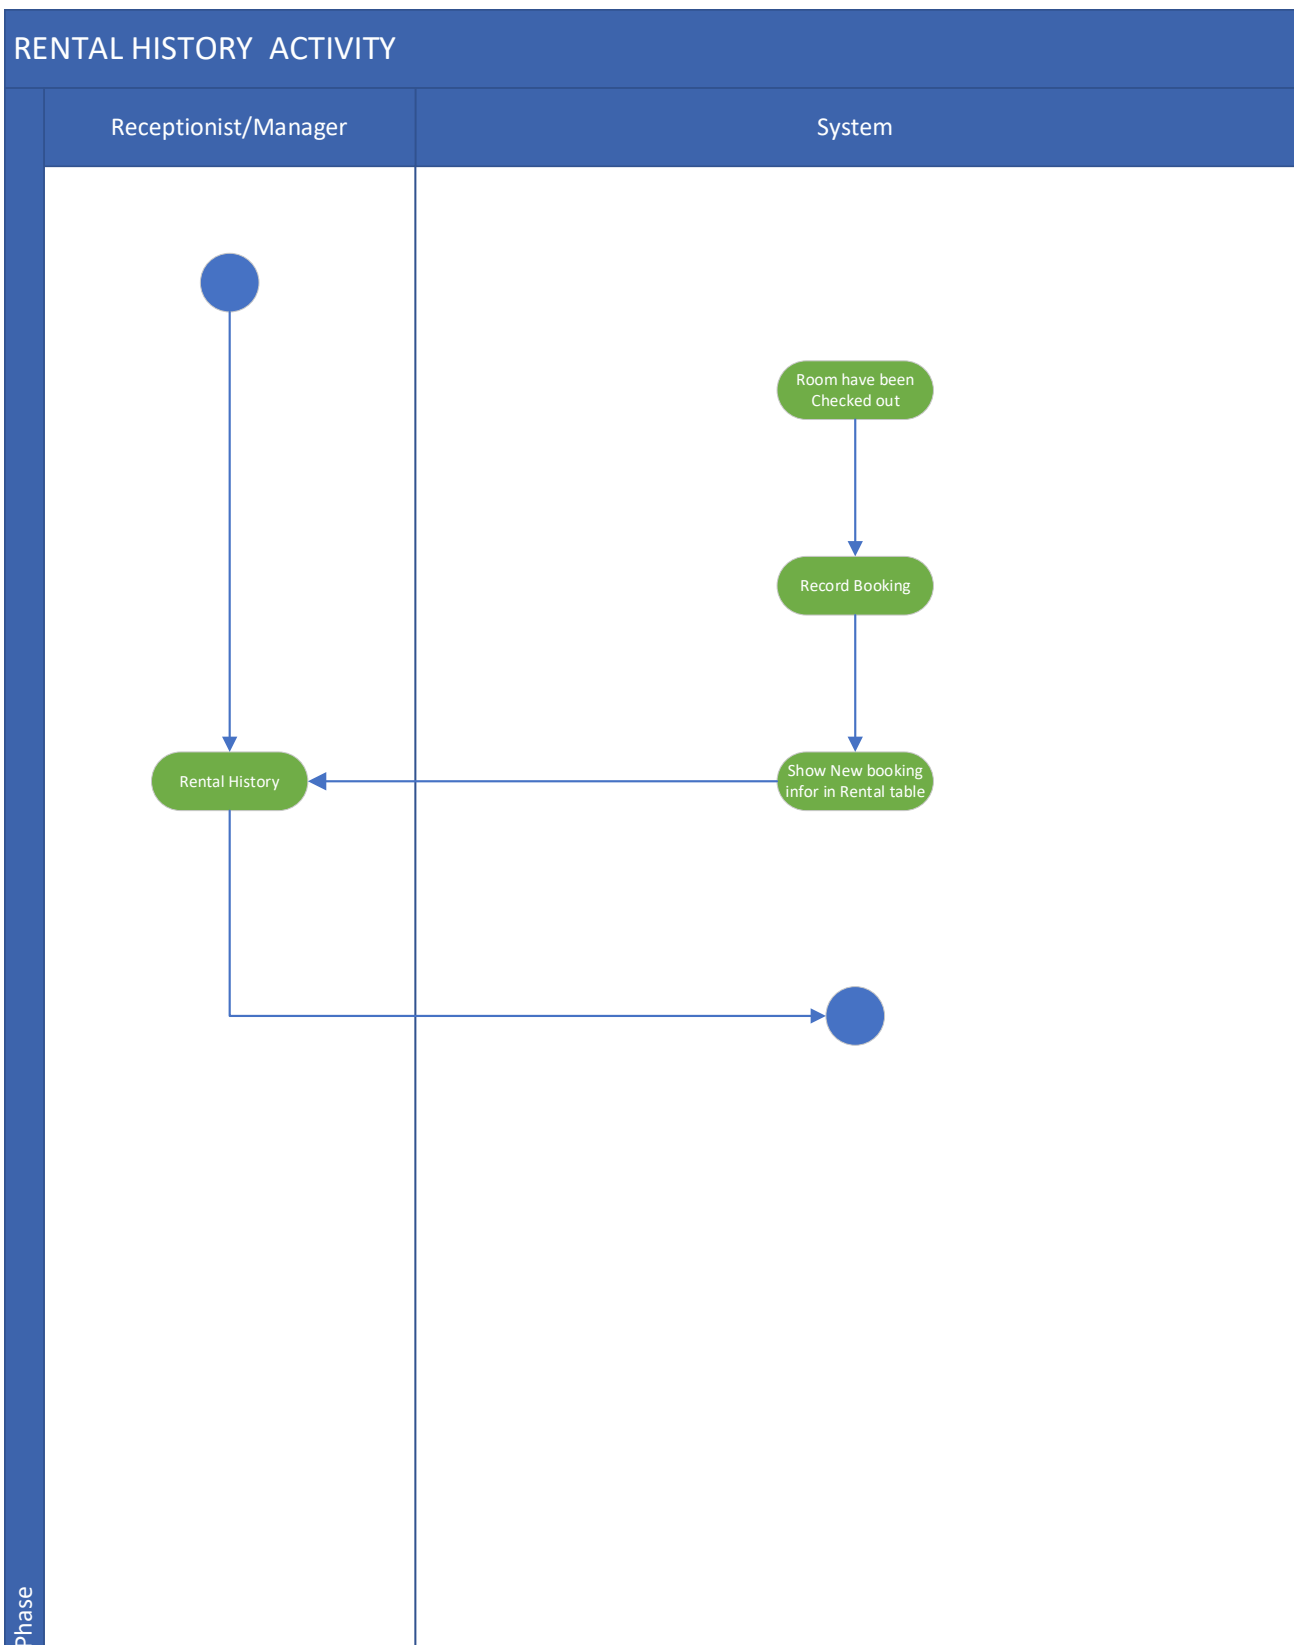 RENTAL HISTORY  ACTIVITY
Receptionist/Manager
System
Room have been
Checked out
Record Booking
Rental History
Show New booking
infor in Rental table
Phase